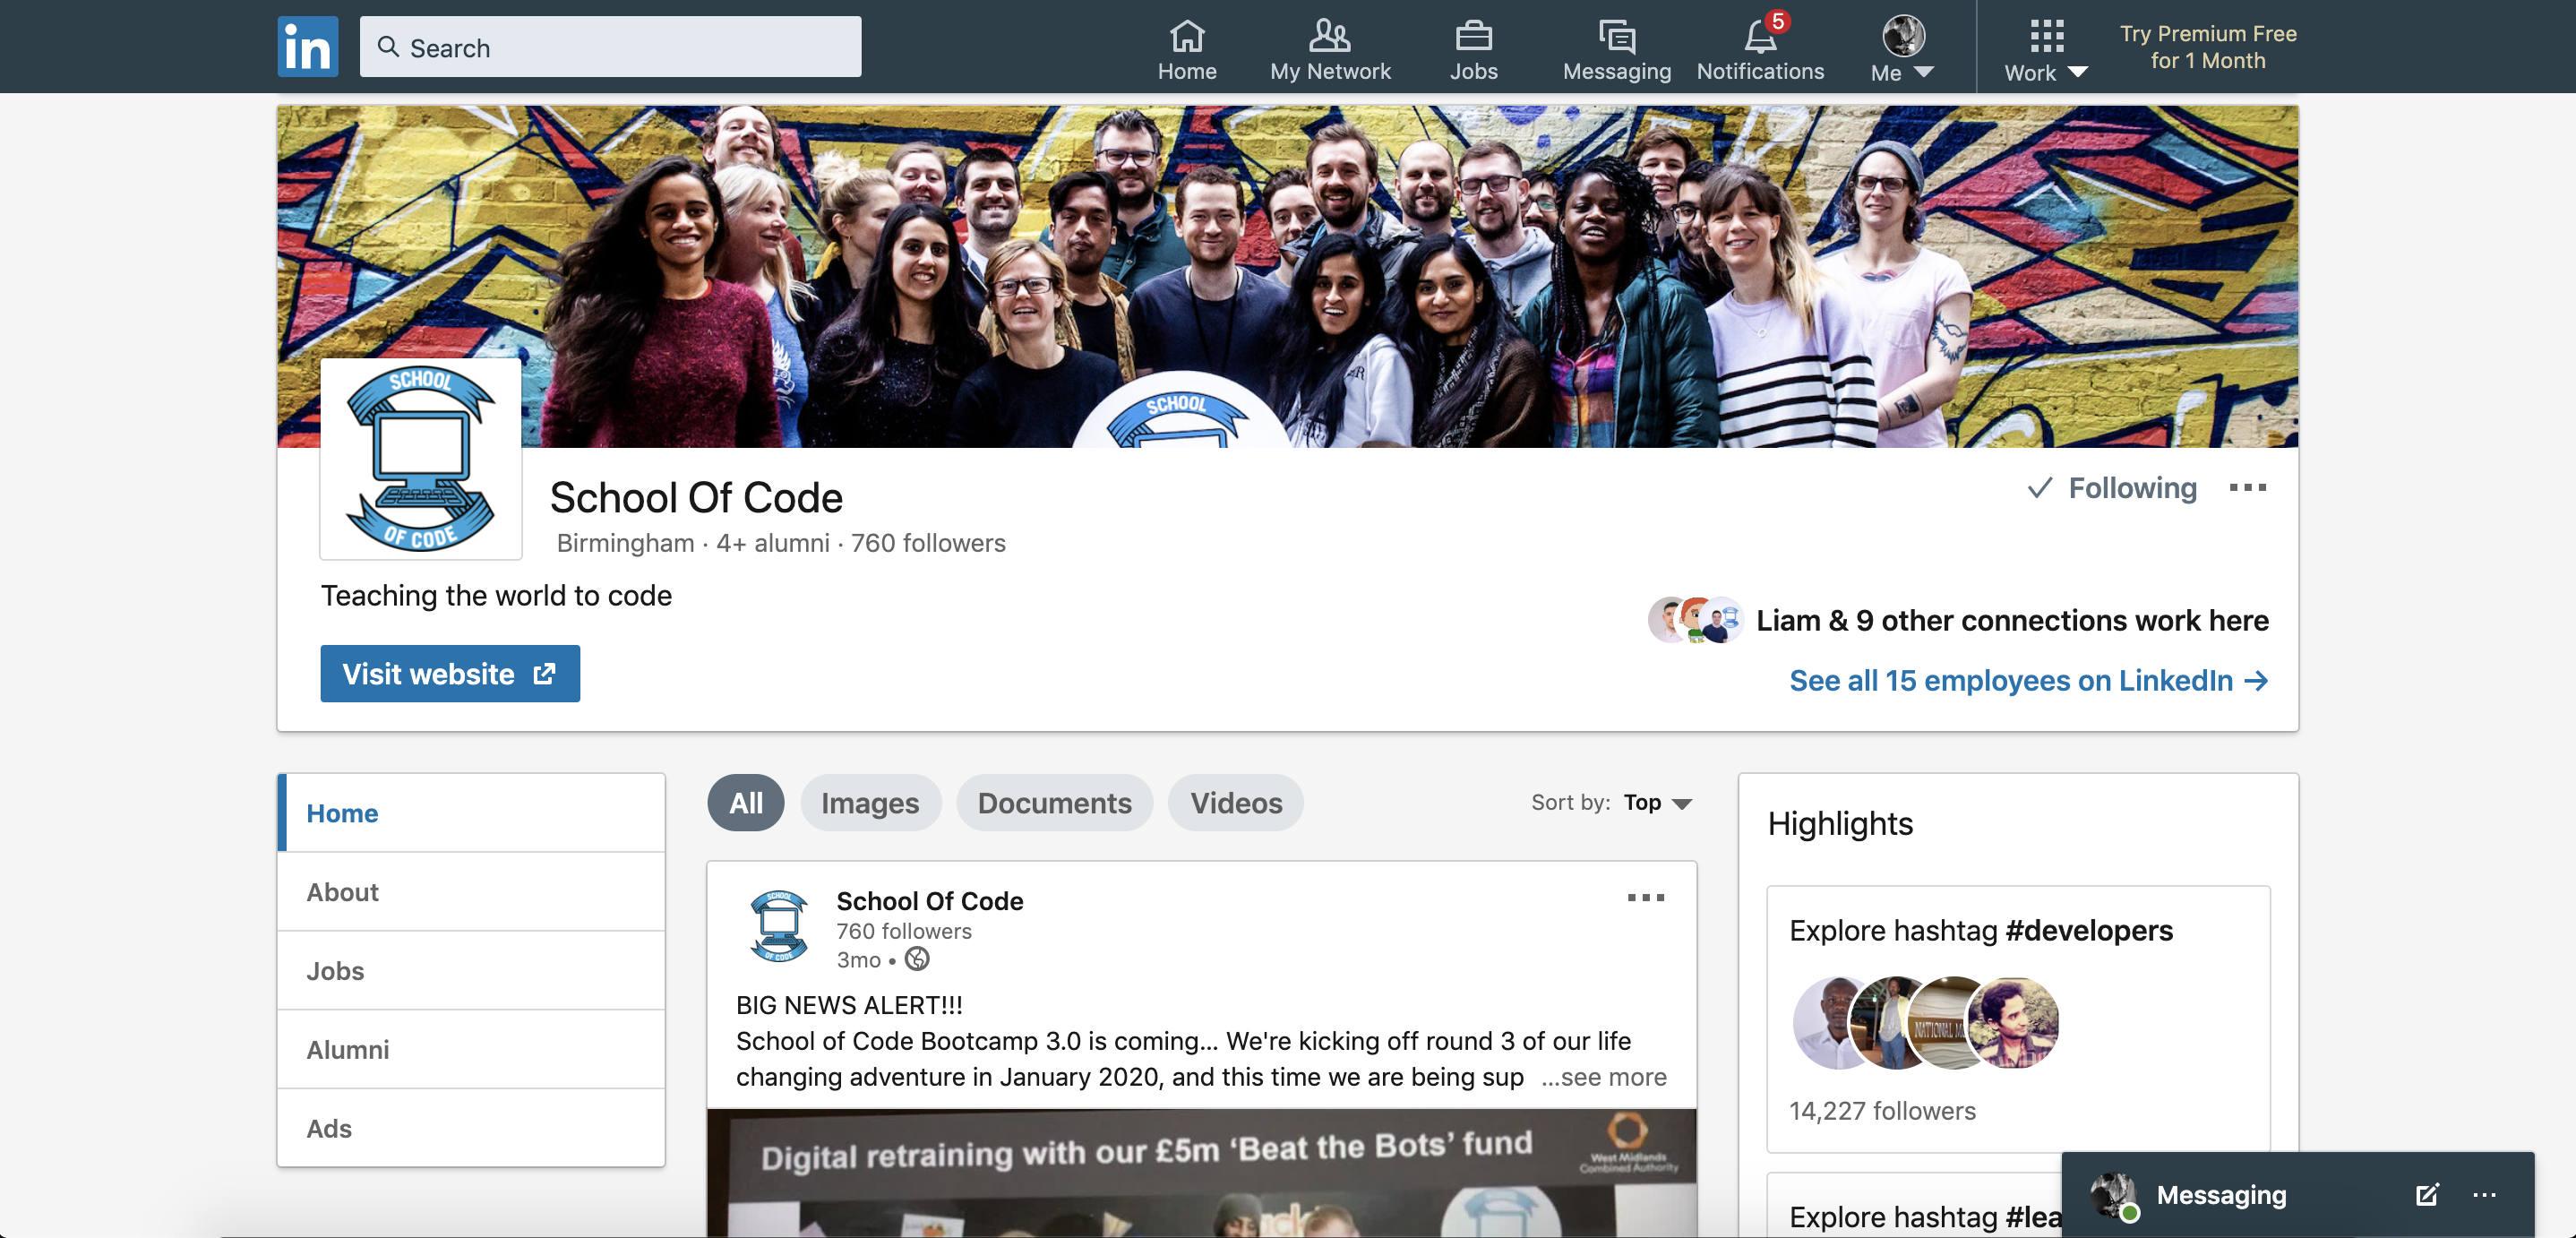 in
Search
Home
My Network
Jobs
Messaging
5
Notifications
Me
Work
Try Premium Free
for 1 Month
SCHOOL
SCHOOL
OF CODE
School Of Code
Birmingham · 4+ alumni · 760 followers
Following
Teaching the world to code
Liam & 9 other connections work here
Visit website
See all 15 employees on LinkedIn →
Home
About
Jobs
Alumni
Ads
All
Images
Documents
Videos
Sort by: Top
SCHOOL
OF CODE
School Of Code
760 followers
3mo •
BIG NEWS ALERT!!!
School of Code Bootcamp 3.0 is coming... We're kicking off round 3 of our life
changing adventure in January 2020, and this time we are being sup ...see more
Digital retraining with our £5m ‘Beat the Bots’ fund
West Midlands
Combined Authority
Highlights
Explore hashtag #developers
NATIONAL M
14,227 followers
Explore hashtag #lea
Messaging